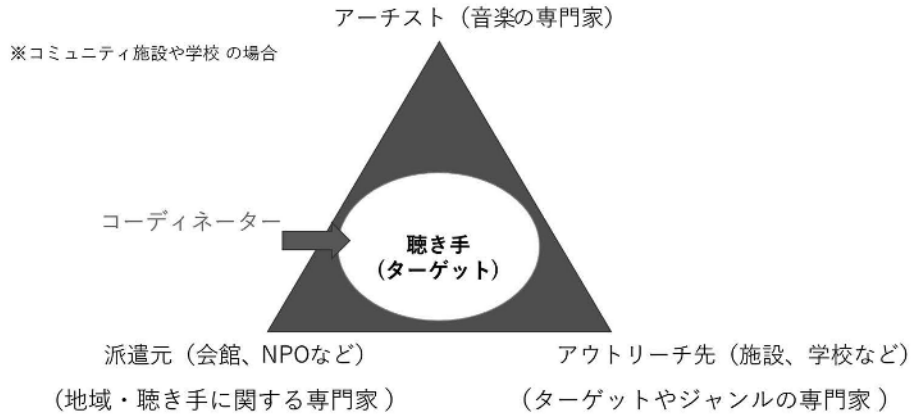 アーチスト（音楽の専門家）
※コミュニティ施設や学校 の場合
コーディネーター
聴き手
（ターゲット）
派遣元（会館、NPOなど）
（地域・聴き手に関する専門家 ）
アウトリーチ先（施設、学校など）
（ターゲットやジャンルの専門家 ）